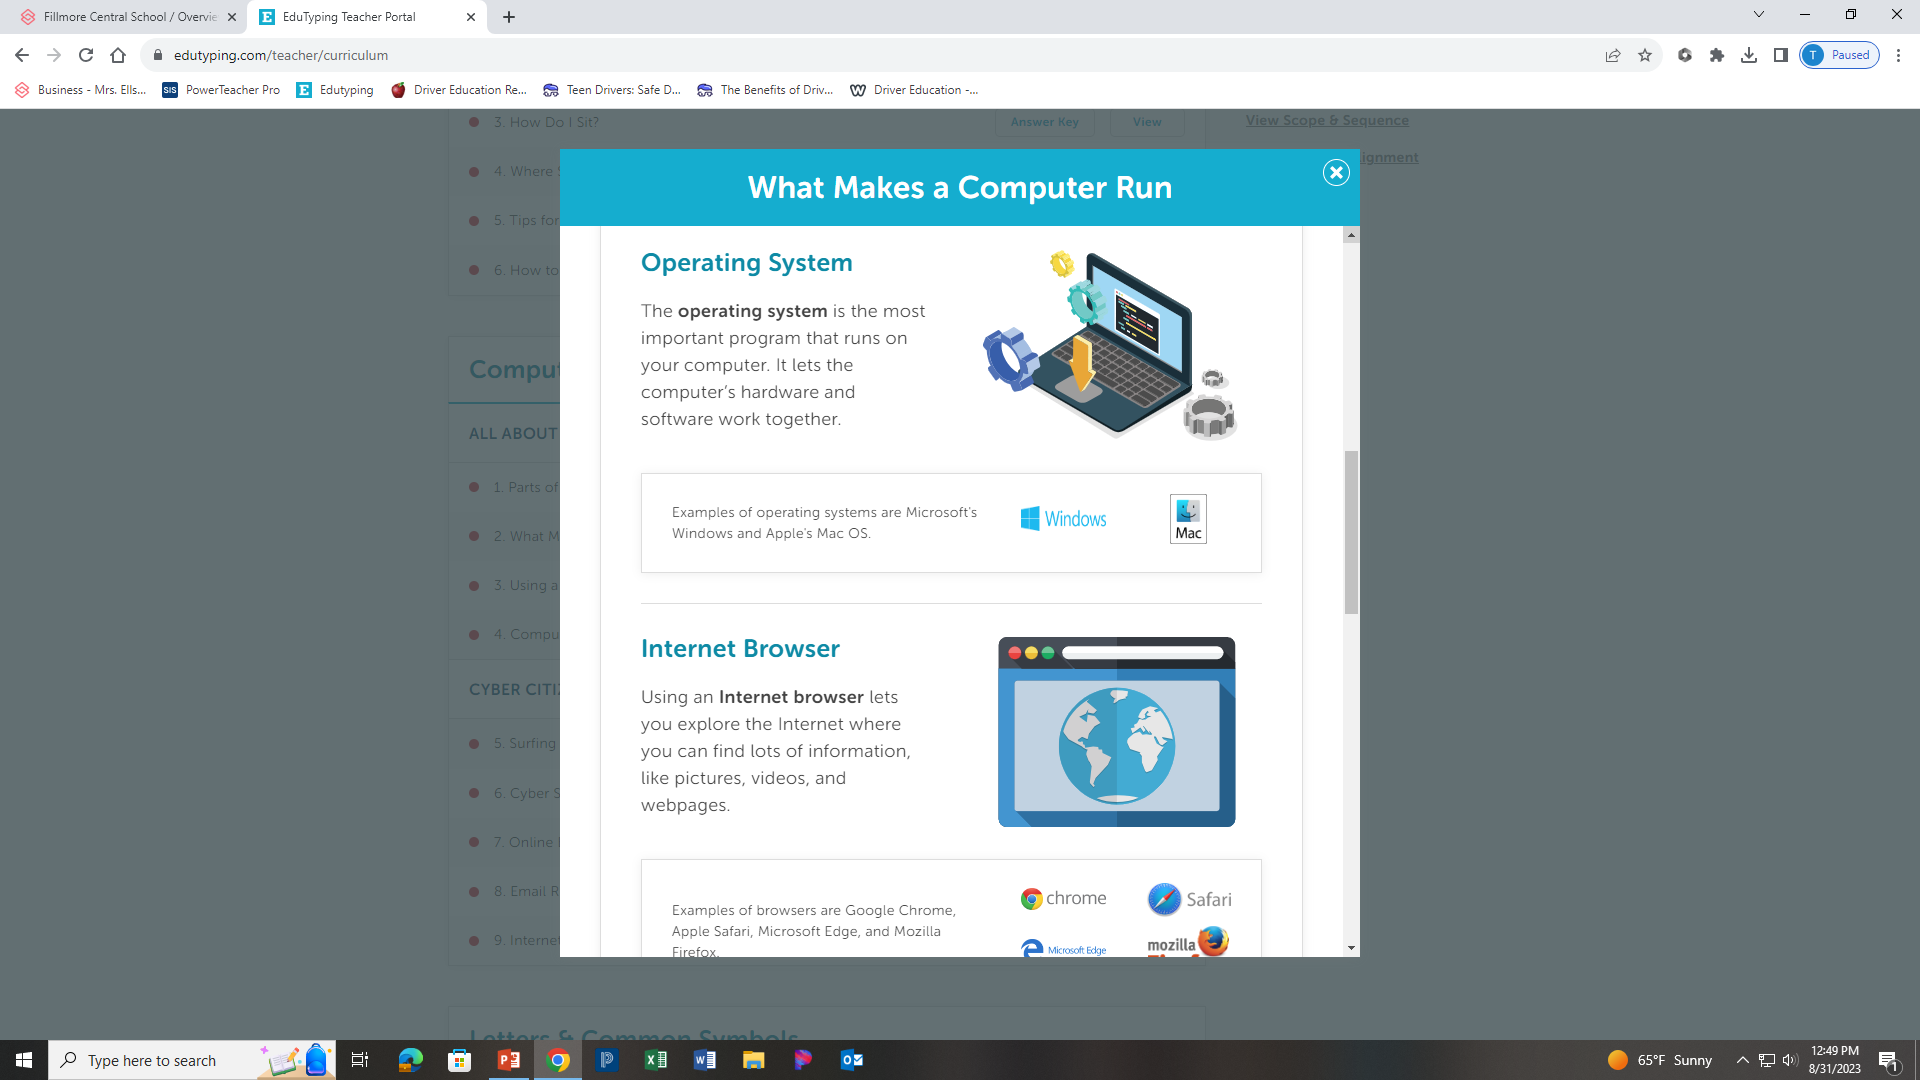 Fillmore Central School / Overvie
EduTyping Teacher Portal
edutyping.com/teacher/curriculum
T Paused
Business - Mrs. Ells...
SIS PowerTeacher Pro
E Edutyping
Driver Education Re...
Teen Drivers: Safe D...
The Benefits of Driv...
W Driver Education -...
3. How Do I Sit?
Answer Key
View
View Scope & Sequence
ignment
4. Where
5. Tips for
6. How to
Comput
ALL ABOUT
1. Parts of
2. What M
3. Using a
4. Compu
CYBER CITI
5. Surfing
6. Cyber S
7. Online
8. Email R
9. Internet
Letters & Common Symbols
What Makes a Computer Run
Operating System
The operating system is the most
important program that runs on
your computer. It lets the
computer’s hardware and
software work together.
Examples of operating systems are Microsoft's
Windows and Apple's Mac OS.
Windows
Mac
Internet Browser
Using an Internet browser lets
you explore the Internet where
you can find lots of information,
like pictures, videos, and
webpages.
Examples of browsers are Google Chrome,
Apple Safari, Microsoft Edge, and Mozilla
Firefox.
chrome
Safari
Microsoft Edge
mozilla
Type here to search
65°F Sunny
12:49 PM
8/31/2023
1